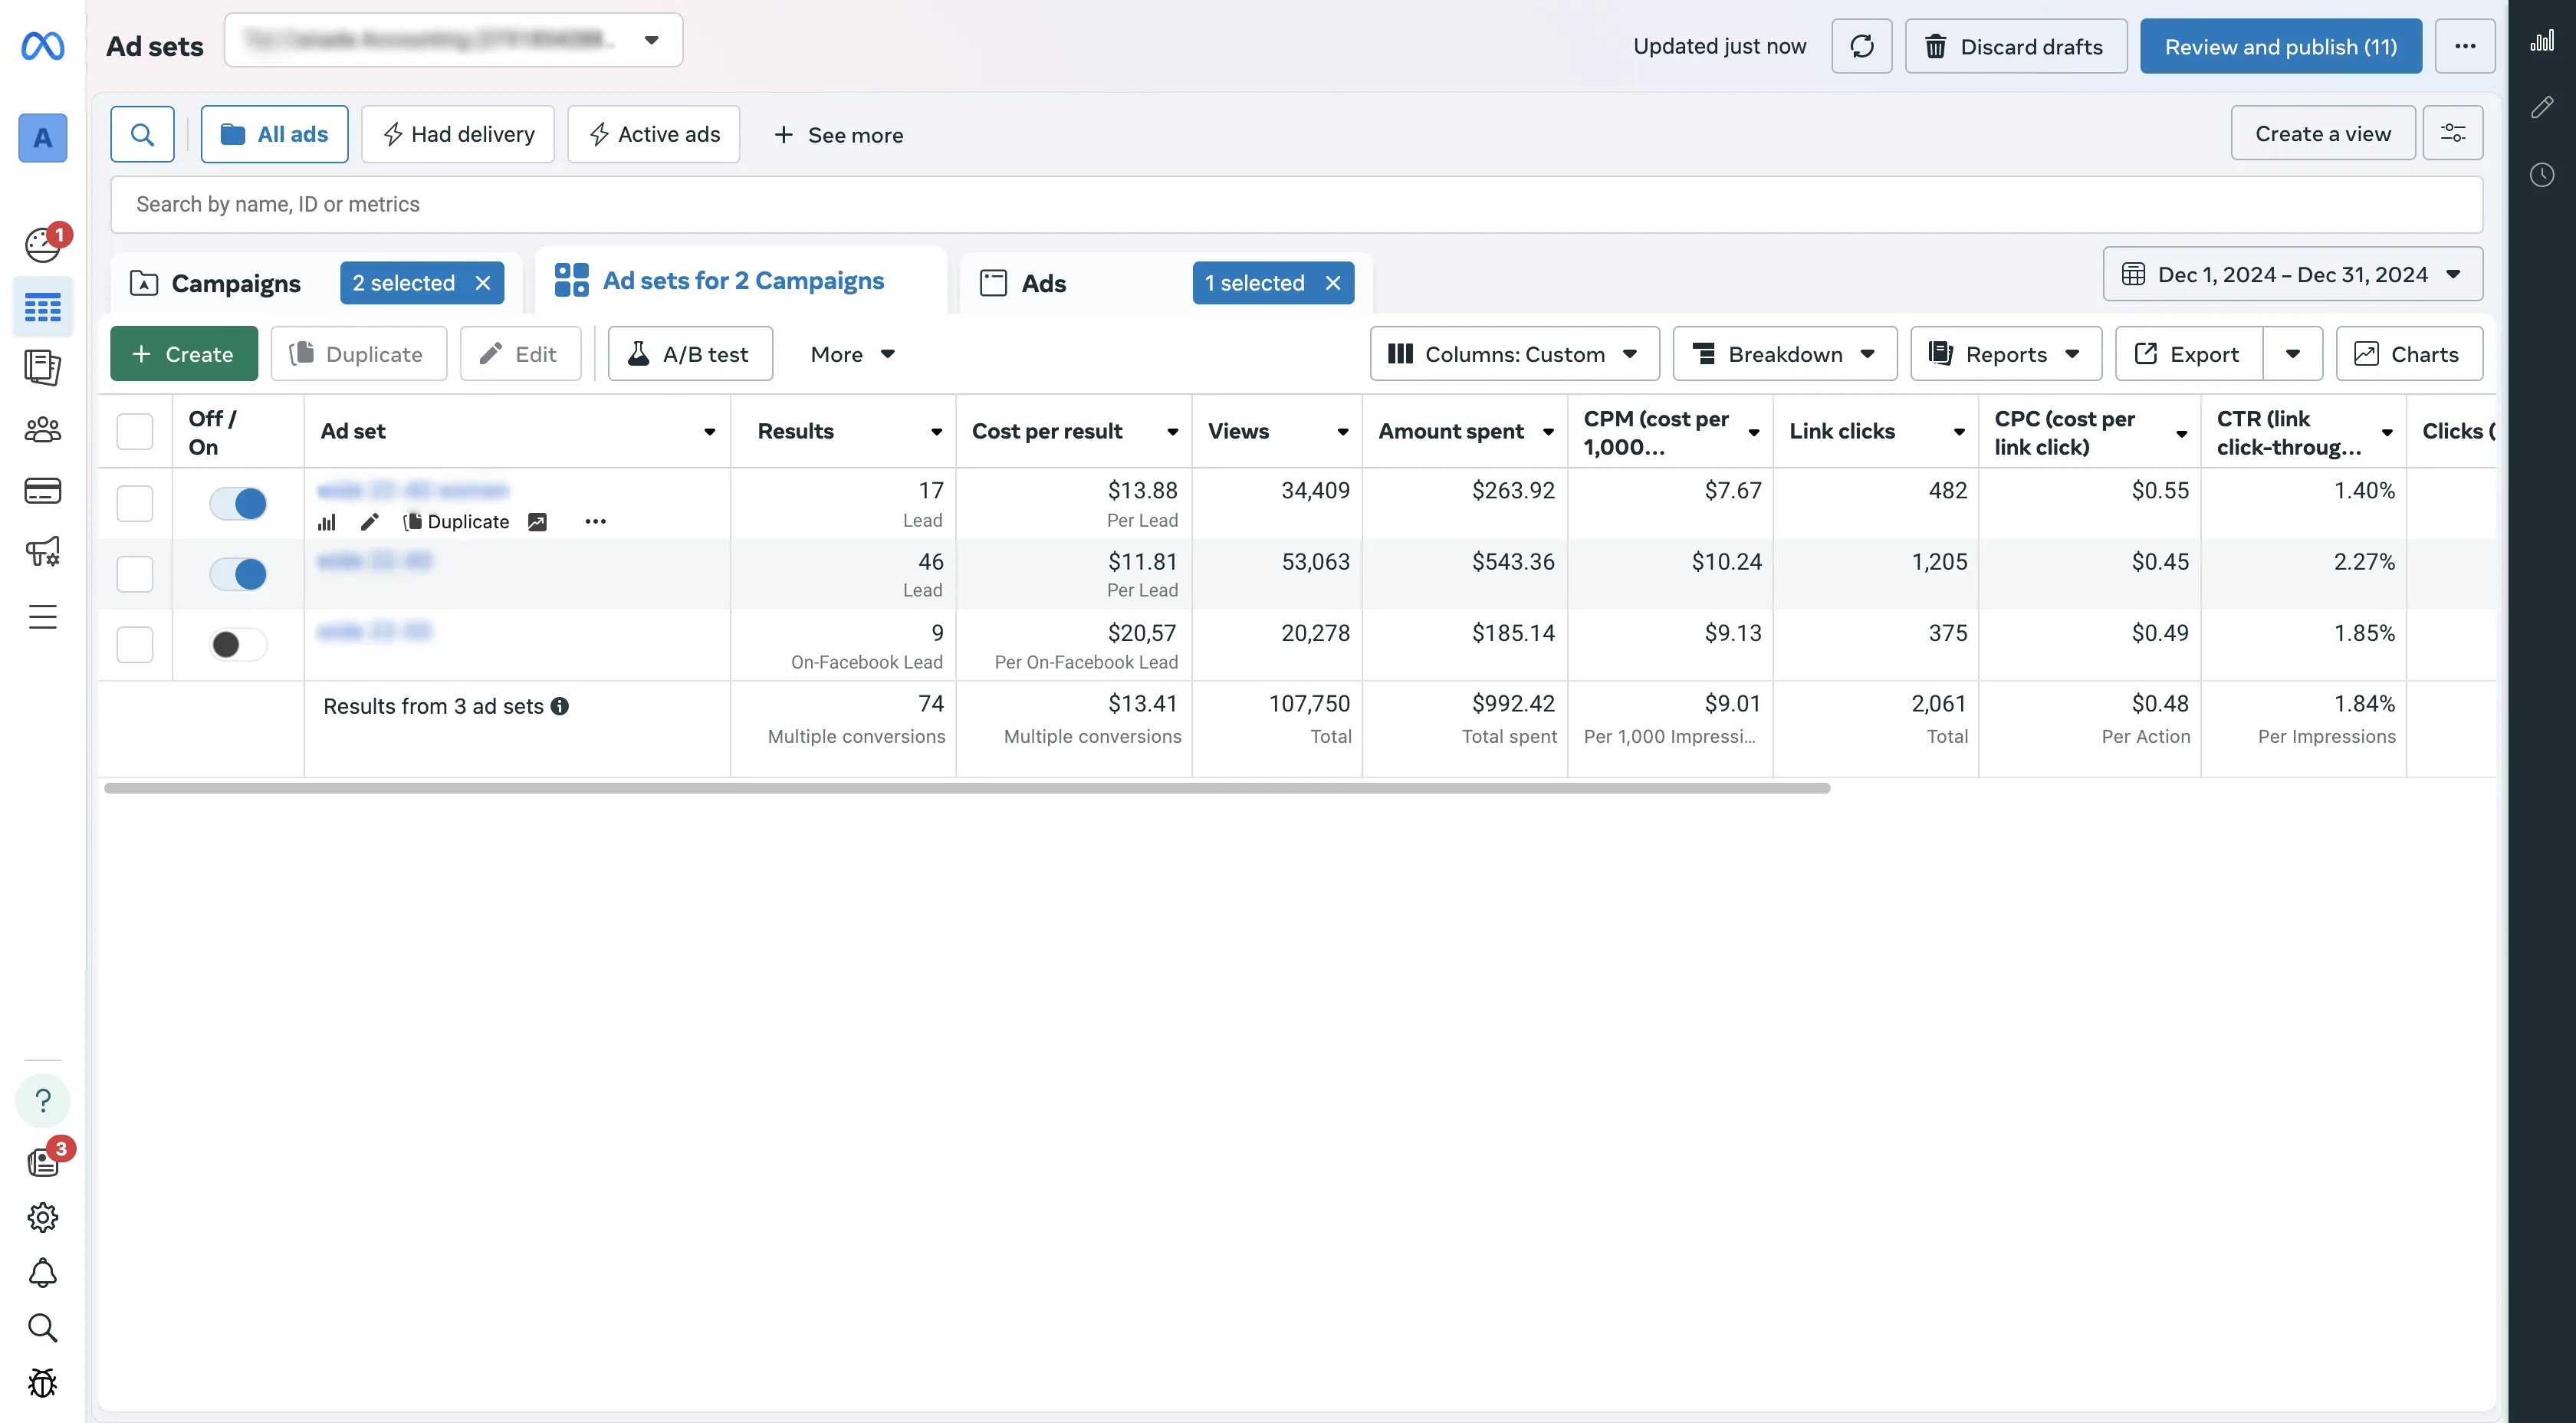 Ad sets
Updated just now
Discard drafts
Review and publish (11)
A
All ads
Had delivery
Active ads
+ See more
Create a view
Search by name, ID or metrics
1
Campaigns
2 selected
Ad sets for 2 Campaigns
Ads
1 selected
Dec 1, 2024 – Dec 31, 2024
+ Create
Duplicate
Edit
A/B test
More
Columns: Custom
Breakdown
Reports
Export
Charts
Off / On
Ad set
Results
Cost per result
Views
Amount spent
CPM (cost per 1,000...
Link clicks
CPC (cost per link click)
CTR (link click-throug...
Clicks (
17 $13.88 34,409 $263.92 $7.67 482 $0.55 1.40%
Duplicate
Lead Per Lead
46 $11.81 53,063 $543.36 $10.24 1,205 $0.45 2.27%
Lead Per Lead
9 $20,57 20,278 $185.14 $9.13 375 $0.49 1.85%
On-Facebook Lead Per On-Facebook Lead
Results from 3 ad sets 74 $13.41 107,750 $992.42 $9.01 2,061 $0.48 1.84%
Multiple conversions Multiple conversions Total Total spent Per 1,000 Impressi... Total Per Action Per Impressions
?
3